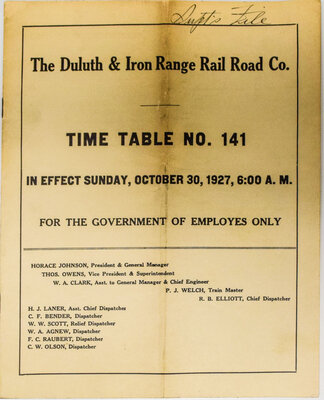 Supt's File
The Duluth & Iron Range Rail Road Co.
TIME TABLE NO. 141
IN EFFECT SUNDAY, OCTOBER 30, 1927, 6:00 A. M.
FOR THE GOVERNMENT OF EMPLOYES ONLY
HORACE JOHNSON, President & General Manager
THOS. OWENS, Vice President & Superintendent
W. A. CLARK, Asst. to General Manager & Chief Engineer
P. J. WELCH, Train Master
R. B. ELLIOTT, Chief Dispatcher
H. J. LANER, Asst. Chief Dispatcher
C. F. BENDER, Dispatcher
W. W. SCOTT, Relief Dispatcher
W. A. AGNEW, Dispatcher
F. C. RAUBERT, Dispatcher
C. W. OLSON, Dispatcher